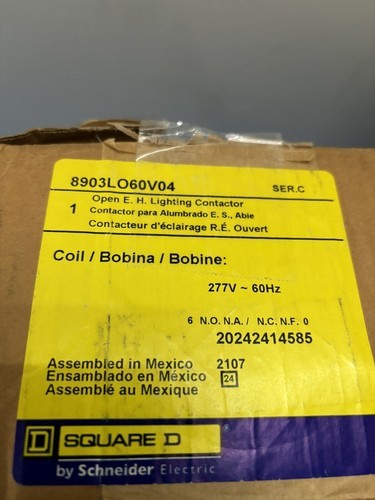 8903LO60V04 SER.C
Open E. H. Lighting Contactor
1 Contactor para Alumbrado E. S., Abie
Contacteur d'éclairage R.É. Ouvert
Coil / Bobina / Bobine:
277V ~ 60Hz
6 N.O. N.A. / N.C. N.F. 0
20242414585
Assembled in Mexico 2107
Ensamblado en México 24
Assemblé au Mexique
D SQUARE D
by Schneider Electric